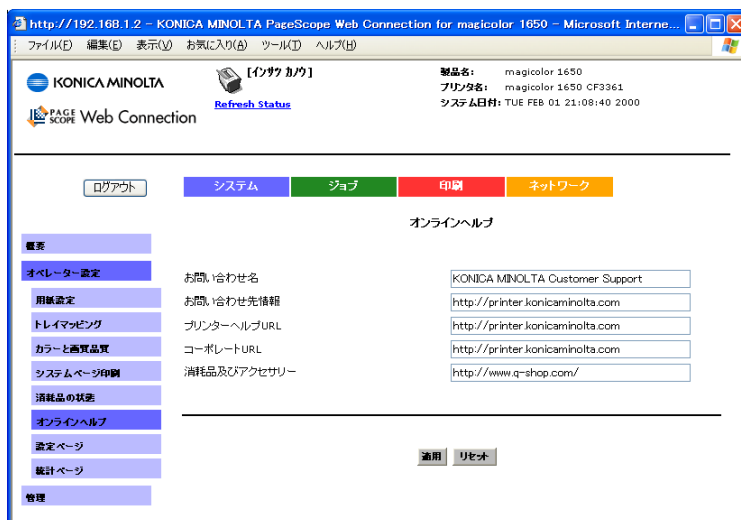 http://192.168.1.2 – KONICA MINOLTA PageScope Web Connection for magicolor 1650 – Microsoft Interne...
ファイル(F) 編集(E) 表示(V) お気に入り(A) ツール(T) ヘルプ(H)
KONICA MINOLTA
PAGE SCOPE Web Connection
[インサツ カノウ]
Refresh Status
製品名: magicolor 1650
プリンタ名: magicolor 1650 CF3361
システム日付: TUE FEB 01 21:08:40 2000
ログアウト
システム ジョブ 印刷 ネットワーク
オンラインヘルプ
概要
オペレーター設定
用紙設定
トレイマッピング
カラーと画質品質
システムページ印刷
消耗品の状態
オンラインヘルプ
設定ページ
統計ページ
管理
お問い合わせ名 KONICA MINOLTA Customer Support
お問い合わせ先情報 http://printer.konicaminolta.com
プリンターヘルプURL http://printer.konicaminolta.com
コーポレートURL http://printer.konicaminolta.com
消耗品及びアクセサリー http://www.q-shop.com/
適用 リセット